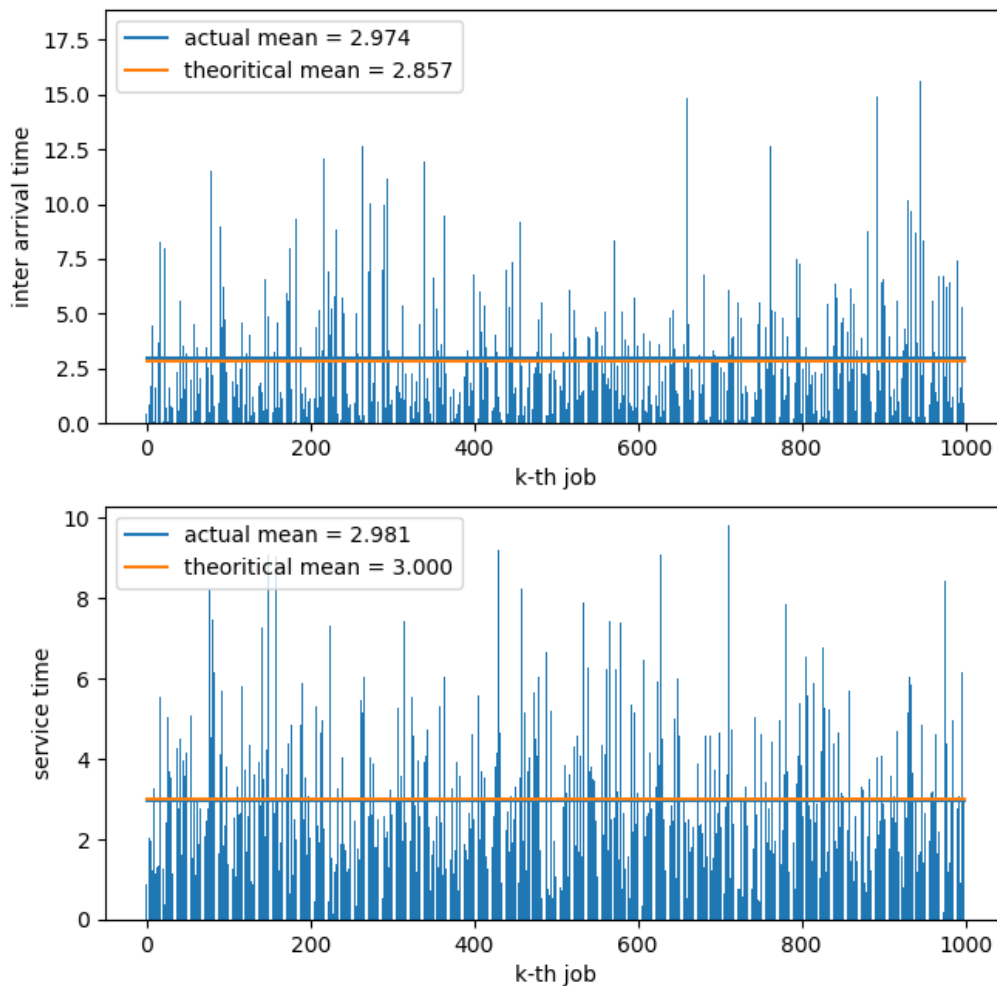 17.5
15.0
12.5
10.0
7.5
5.0
2.5
0.0
inter arrival time
actual mean = 2.974
theoritical mean = 2.857
0 200 400 600 800 1000
k-th job
10
8
6
4
2
0
service time
actual mean = 2.981
theoritical mean = 3.000
0 200 400 600 800 1000
k-th job